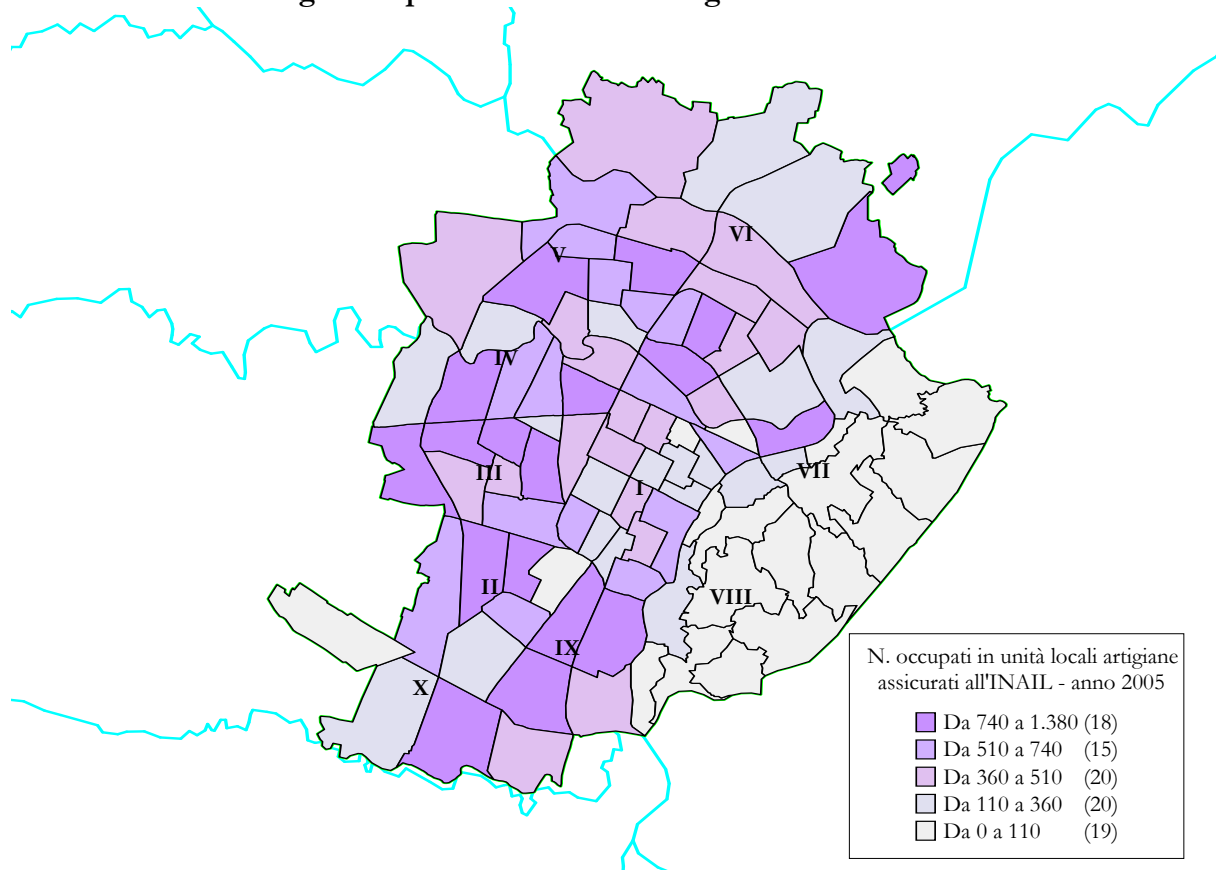 VI
V
IV
III
VII
I
II
VIII
IX
X
N. occupati in unità locali artigiane
assicurati all'INAIL - anno 2005
Da 740 a 1.380 (18)
Da 510 a 740 (15)
Da 360 a 510 (20)
Da 110 a 360 (20)
Da 0 a 110 (19)